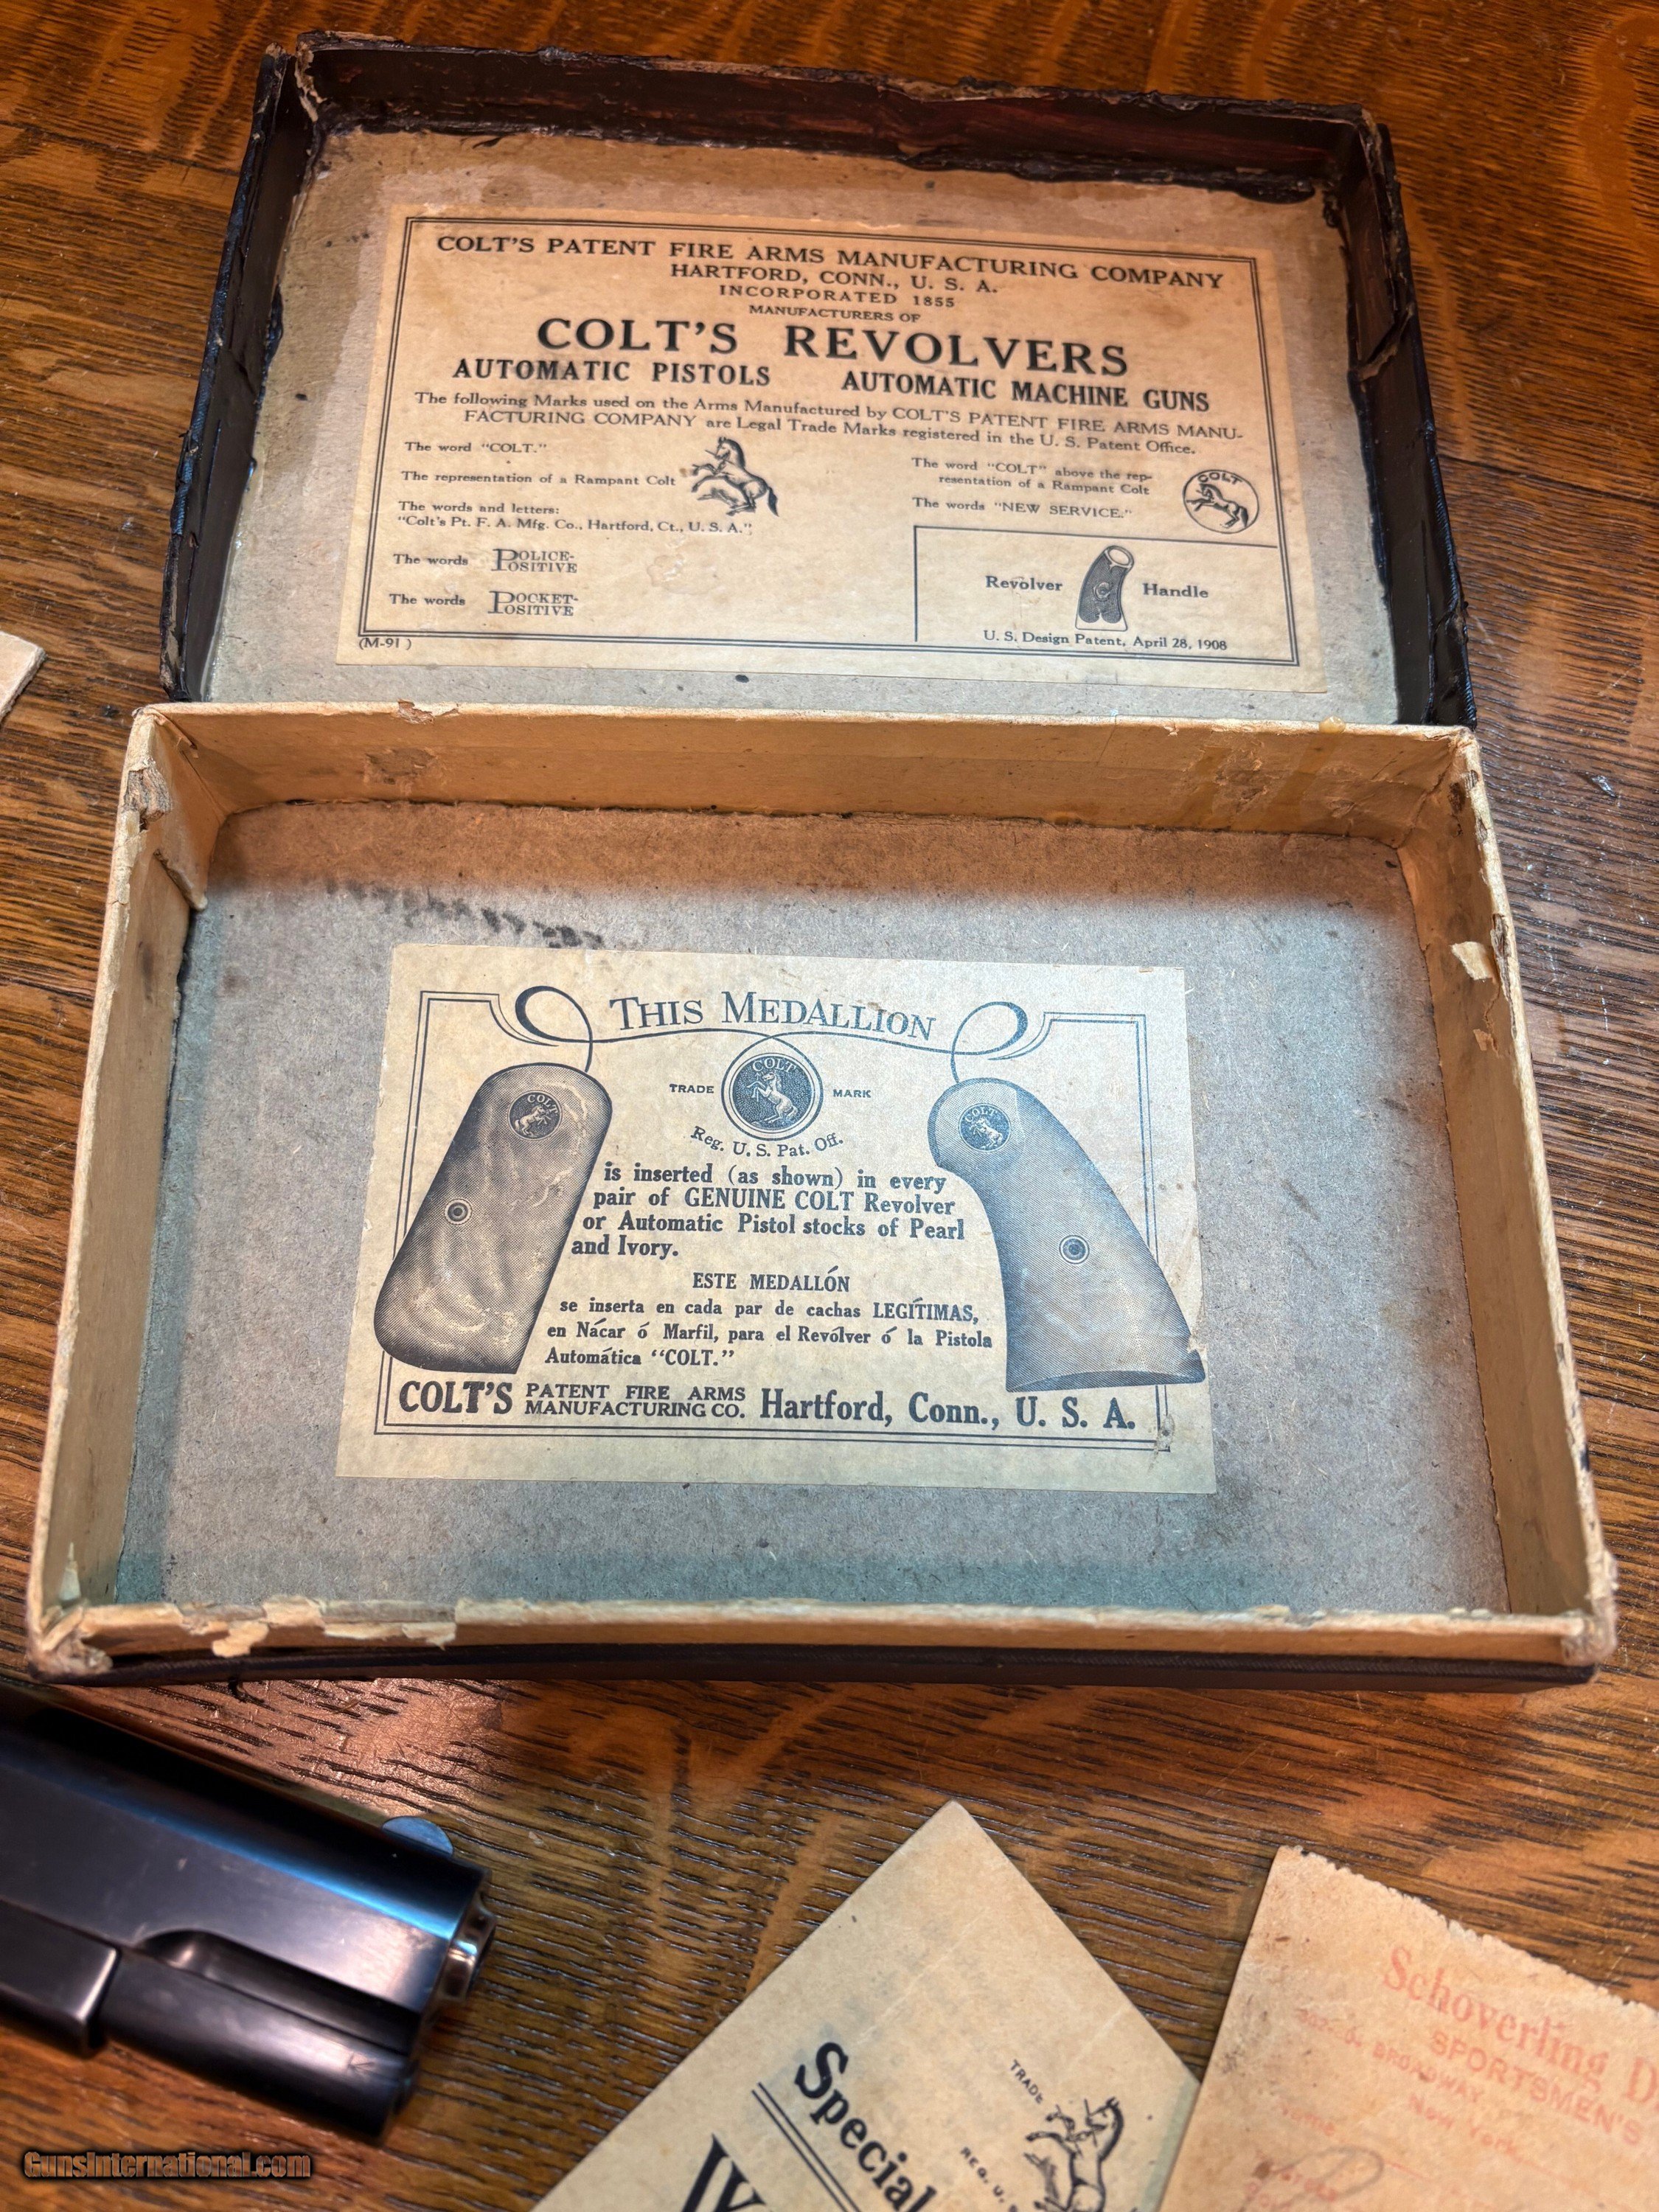 COLT'S PATENT FIRE ARMS MANUFACTURING COMPANY
HARTFORD, CONN., U. S. A.
INCORPORATED 1855
MANUFACTURERS OF
COLT'S REVOLVERS
AUTOMATIC PISTOLS AUTOMATIC MACHINE GUNS
The following Marks used on the Arms Manufactured by COLT'S PATENT FIRE ARMS MANU-
FACTURING COMPANY are Legal Trade Marks registered in the U. S. Patent Office.
The word "COLT."
The representation of a Rampant Colt
The words and letters:
"Colt's Pt. F. A. Mfg. Co., Hartford, Ct., U. S. A."
The words POLICE-
POSITIVE
The words POCKET-
POSITIVE
(M-91 )
The word "COLT" above the rep-
resentation of a Rampant Colt
COLT
The words "NEW SERVICE."
Revolver Handle
U. S. Design Patent, April 28, 1908
THIS MEDALLION
COLT
COLT
COLT
TRADE MARK
Reg. U. S. Pat. Off.
is inserted (as shown) in every
pair of GENUINE COLT Revolver
or Automatic Pistol stocks of Pearl
and Ivory.
ESTE MEDALLÓN
se inserta en cada par de cachas LEGÍTIMAS,
en Nácar ó Marfil, para el Revólver ó la Pistola
Automática "COLT."
COLT'S PATENT FIRE ARMS
MANUFACTURING CO. Hartford, Conn., U. S. A.
Special
TRADE
REG. U. S
Schoverling D
SPORTSMEN'S
BROADWAY
New York
GunsInternational.com